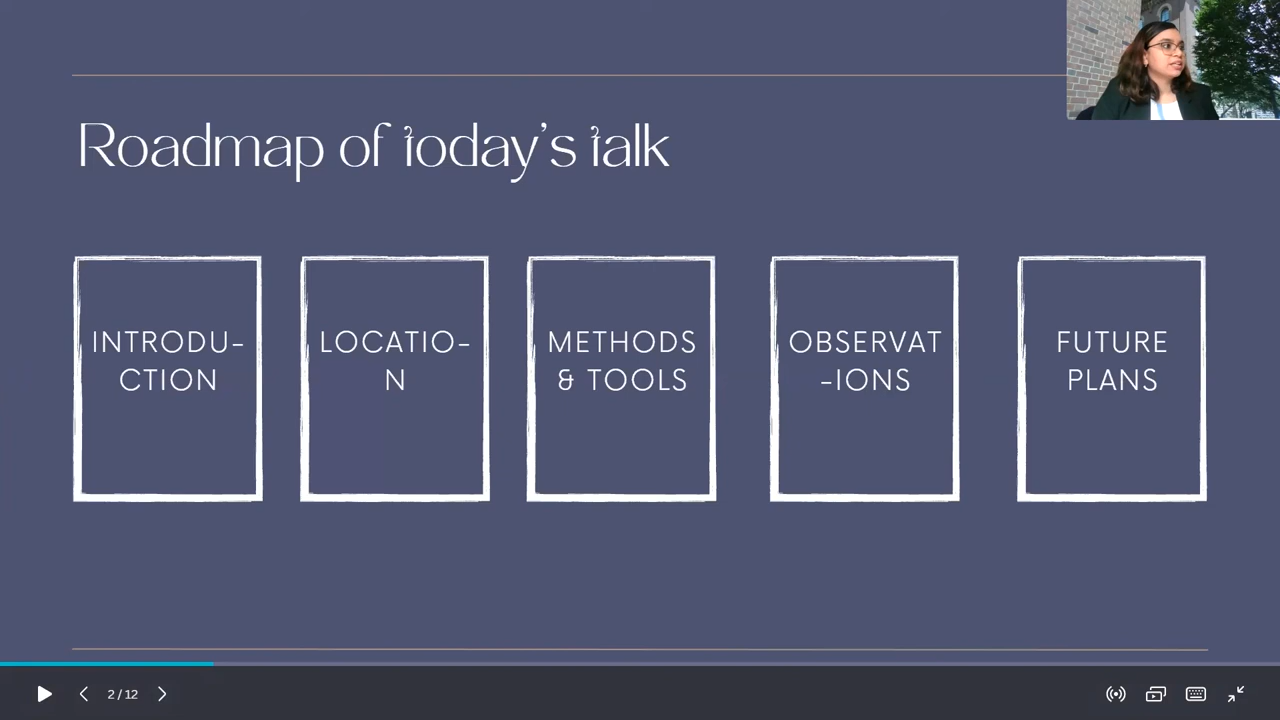 Roadmap of today's talk
INTRODU-
CTION
LOCATIO-
N
METHODS
& TOOLS
OBSERVAT
-IONS
FUTURE
PLANS
2 / 12